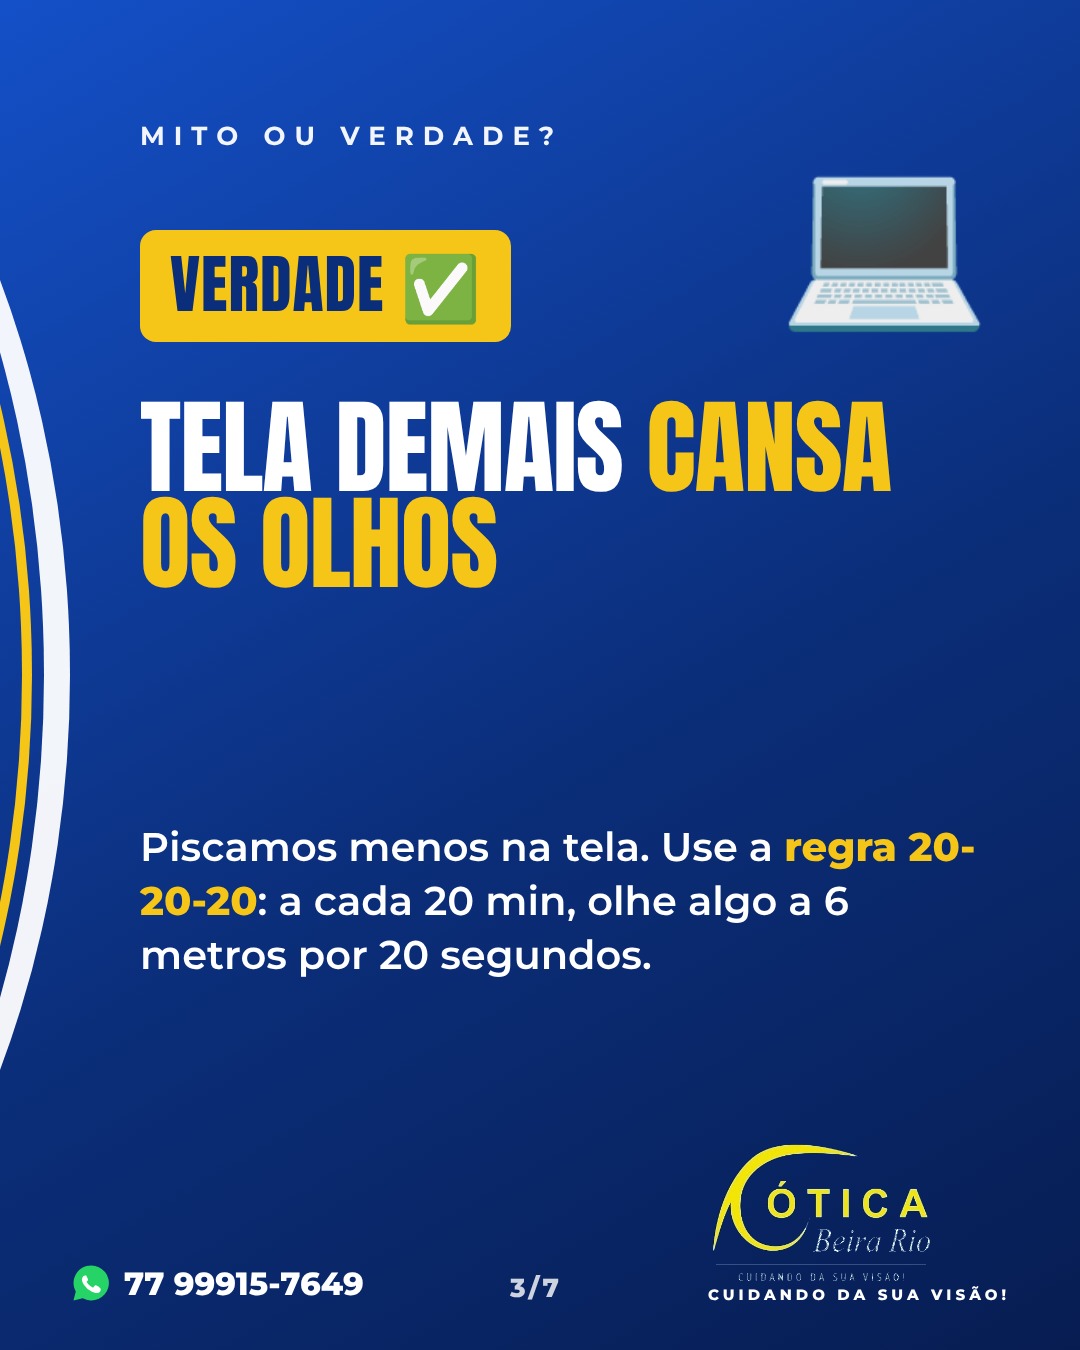 MITO OU VERDADE?
VERDADE ✅
TELA DEMAIS CANSA
OS OLHOS
Piscamos menos na tela. Use a regra 20-
20-20: a cada 20 min, olhe algo a 6
metros por 20 segundos.
ÓTICA
Beira Rio
CUIDANDO DA SUA VISÃO!
CUIDANDO DA SUA VISÃO!
77 99915-7649
3/7